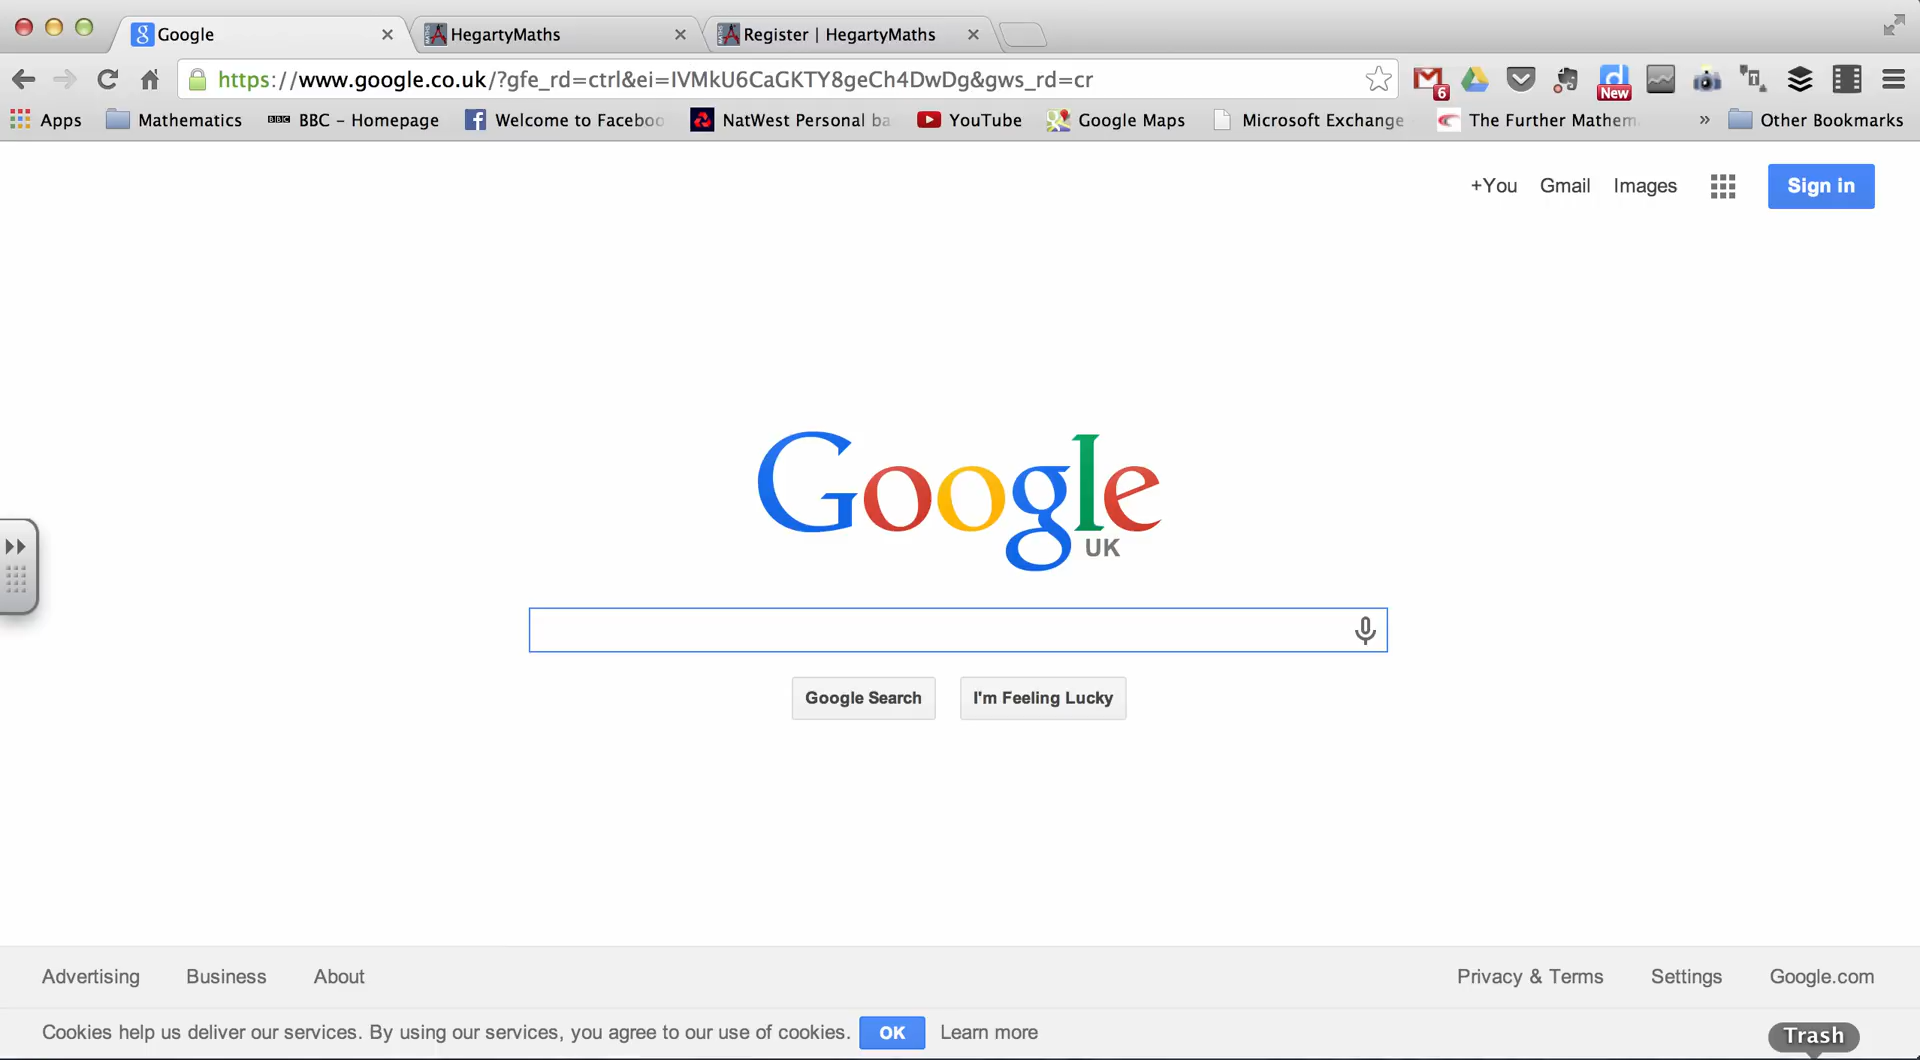 Google
HegartyMaths
Register | HegartyMaths
https://www.google.co.uk/?gfe_rd=ctrl&ei=IVMkU6CaGKTY8geCh4DwDg&gws_rd=cr
6
New
Apps
Mathematics
BBC
BBC – Homepage
Welcome to Faceboo
NatWest Personal ba
YouTube
Google Maps
Microsoft Exchange
The Further Mathem
» Other Bookmarks
+You Gmail Images Sign in
Google
UK
Google Search I'm Feeling Lucky
Advertising Business About Privacy & Terms Settings Google.com
Cookies help us deliver our services. By using our services, you agree to our use of cookies. OK Learn more
Trash